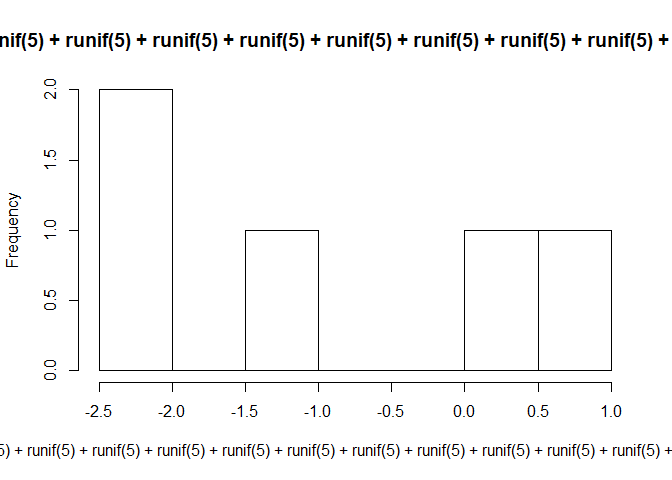 nif(5) + runif(5) + runif(5) + runif(5) + runif(5) + runif(5) + runif(5) + runif(5) +
2.0
1.5
1.0
0.5
0.0
Frequency
-2.5 -2.0 -1.5 -1.0 -0.5 0.0 0.5 1.0
5) + runif(5) + runif(5) + runif(5) + runif(5) + runif(5) + runif(5) + runif(5) + runif(5) + runif(5) +